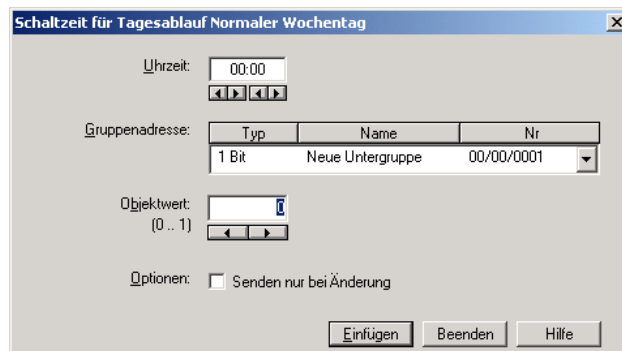 Schaltzeit für Tagesablauf Normaler Wochentag
Uhrzeit: 00:00
Gruppenadresse: Typ Name Nr
1 Bit Neue Untergruppe 00/00/0001
Objektwert: 0
(0 .. 1)
Optionen: Senden nur bei Änderung
Einfügen Beenden Hilfe